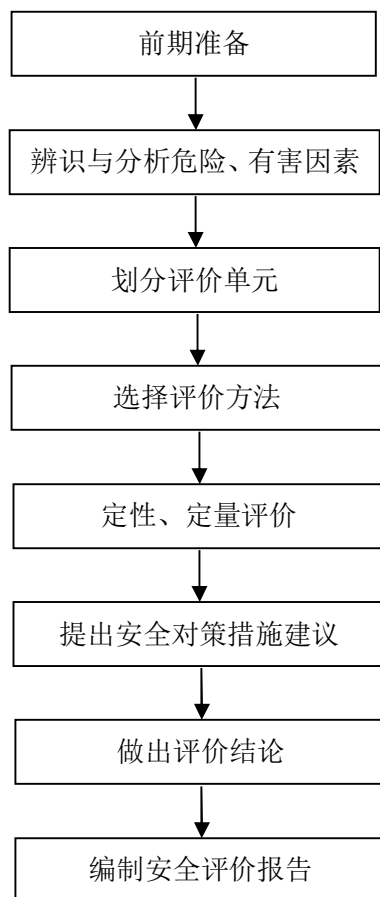 前期准备
辨识与分析危险、有害因素
划分评价单元
选择评价方法
定性、定量评价
提出安全对策措施建议
做出评价结论
编制安全评价报告